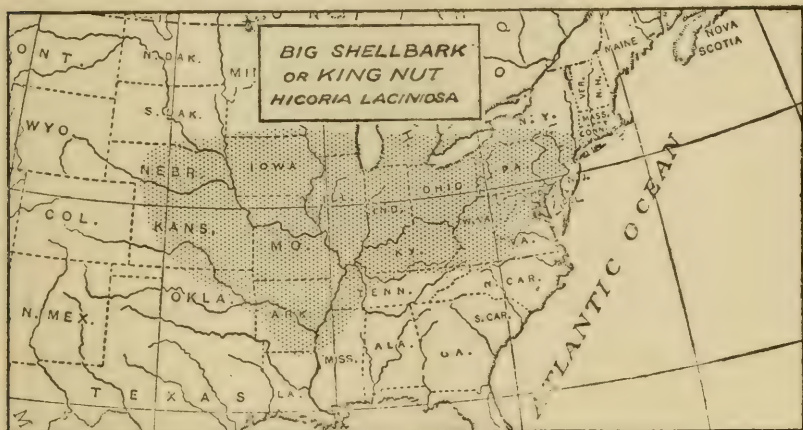 BIG SHELLBARK
OR KING NUT
HICORIA LACINIOSA
MAINE
NOVA
SCOTIA
ONT.
N. DAK.
VER.
N.H.
S. DAK.
N.Y.
MASS.
CONN.
WYO.
NEBR.
IOWA
PA.
ILL.
IND.
OHIO
COL.
KANS.
MO.
KY.
W.VA.
VA.
N. MEX.
OKLA.
ARK.
TENN.
N. CAR.
S. CAR.
MISS.
ALA.
GA.
TEXAS
LA.
ATLANTIC OCEAN